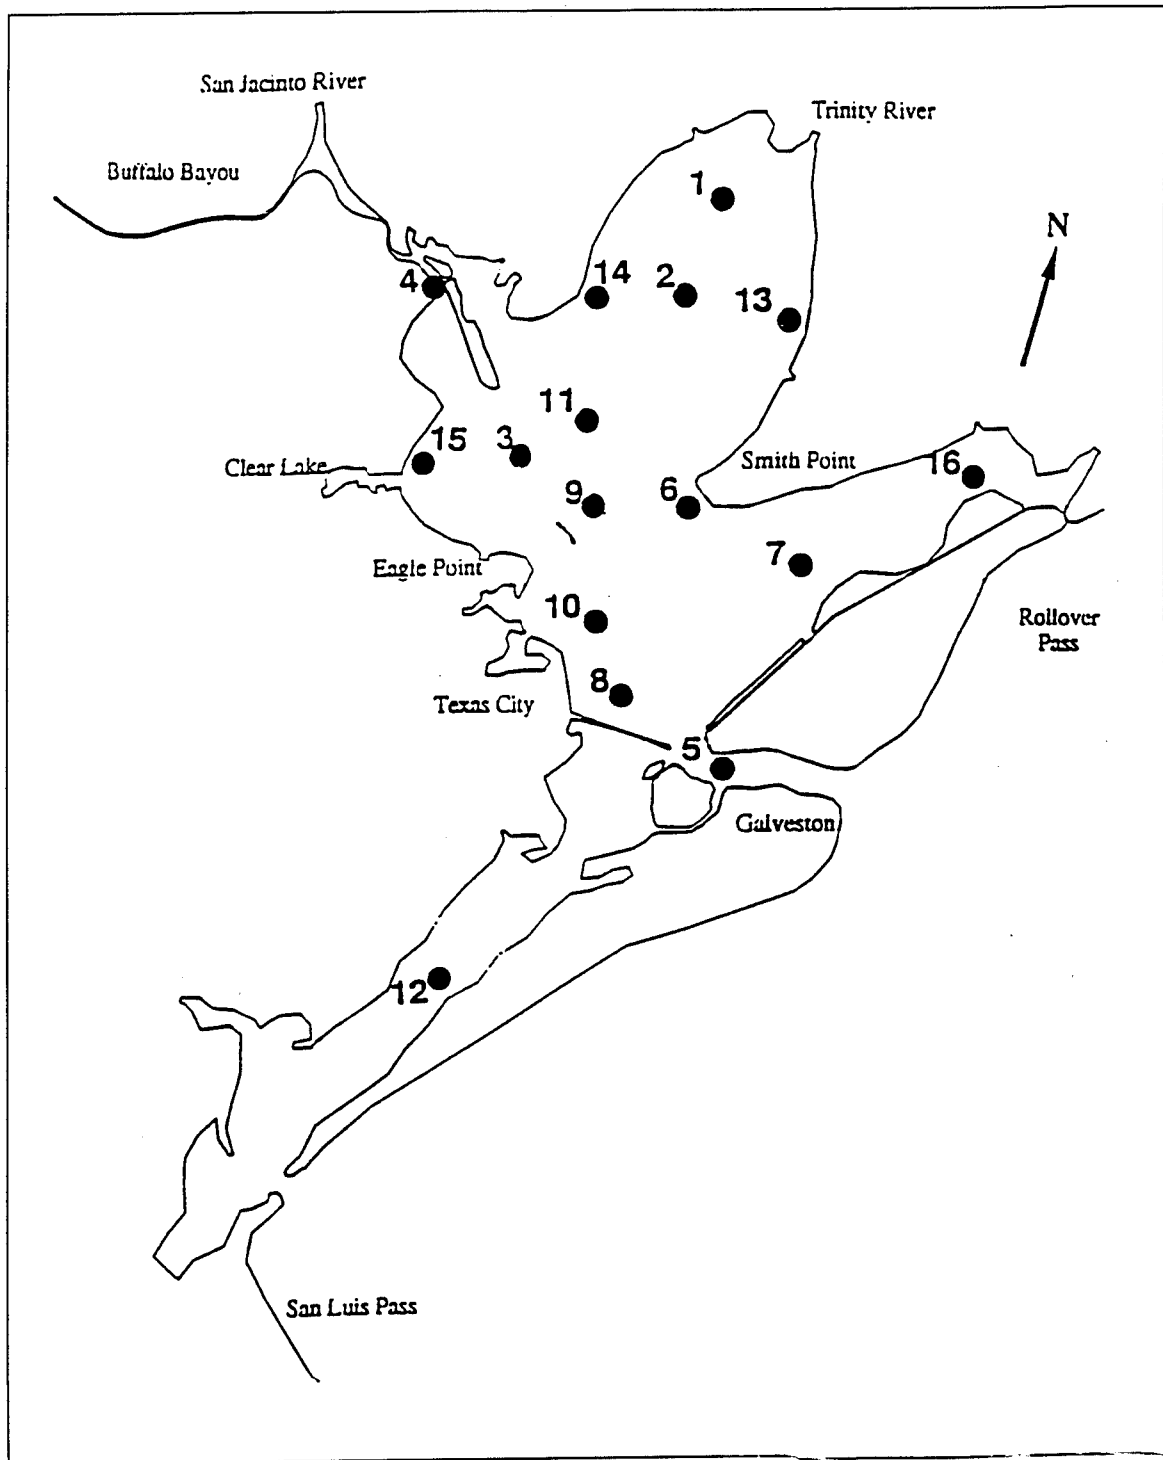 San Jacinto River
Trinity River
Buffalo Bayou
1
N
4
14
2
13
11
15
3
Clear Lake
Smith Point
16
9
6
7
Eagle Point
10
Rollover
Pass
8
Texas City
5
Galveston
12
San Luis Pass